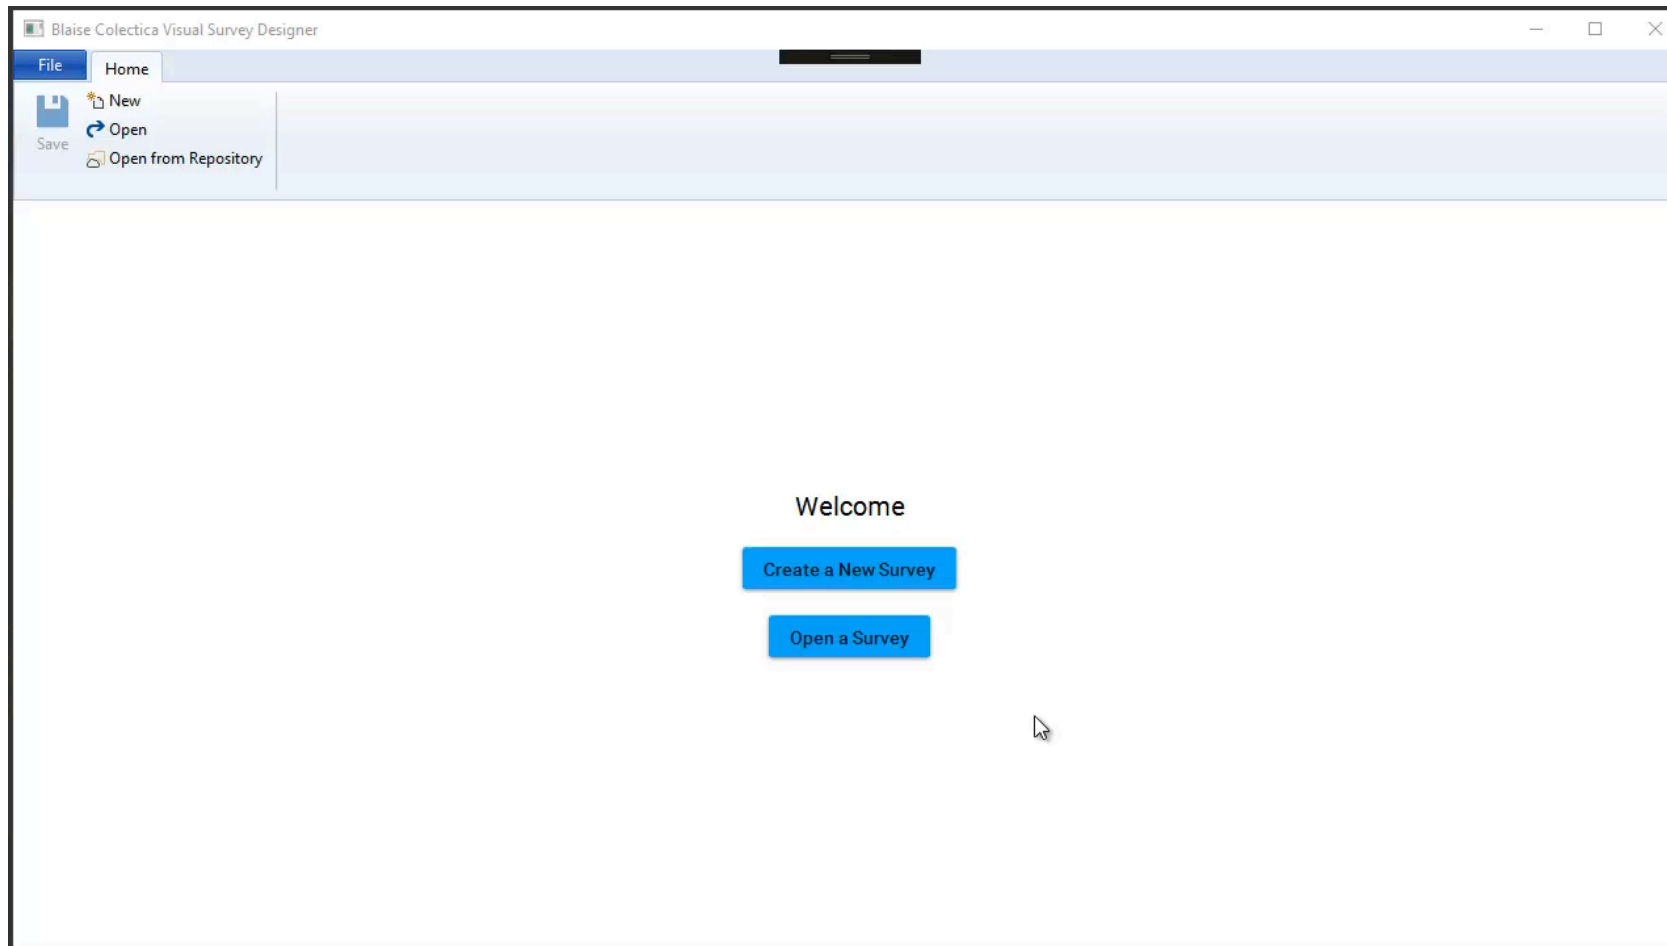 Blaise Colectica Visual Survey Designer
File
Home
Save
New
Open
Open from Repository
Welcome
Create a New Survey
Open a Survey